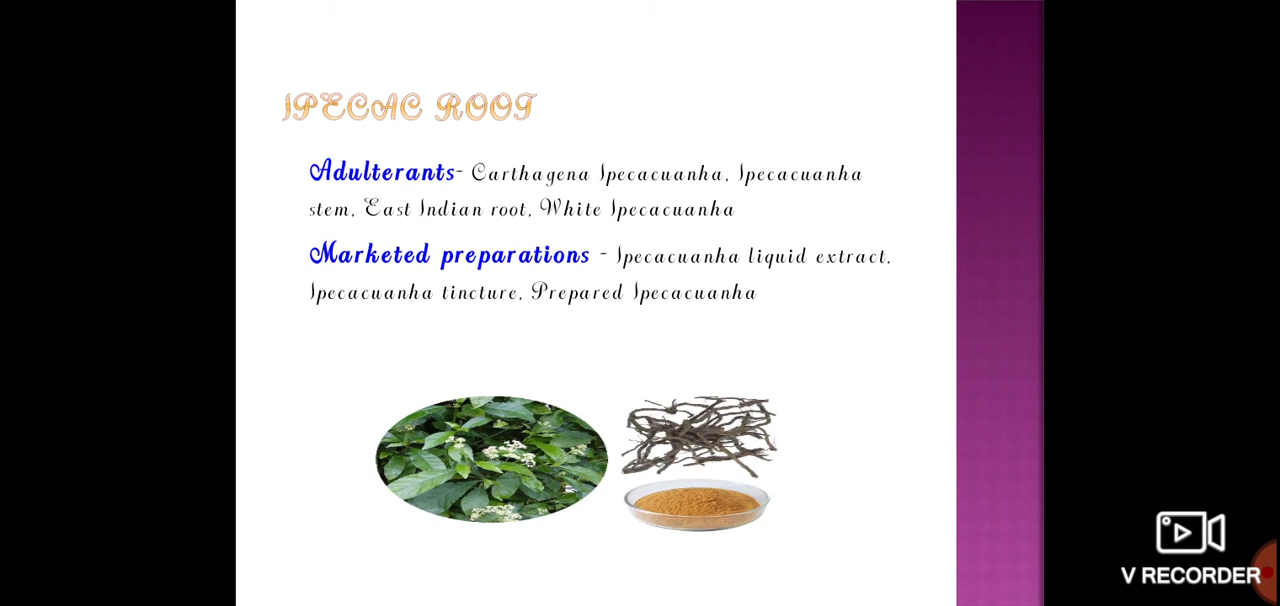 IPECAC ROOT
Adulterants- Carthagena Ipecacuanha, Ipecacuanha
stem, East Indian root, White Ipecacuanha
Marketed preparations - Ipecacuanha liquid extract,
Ipecacuanha tincture, Prepared Ipecacuanha
V RECORDER